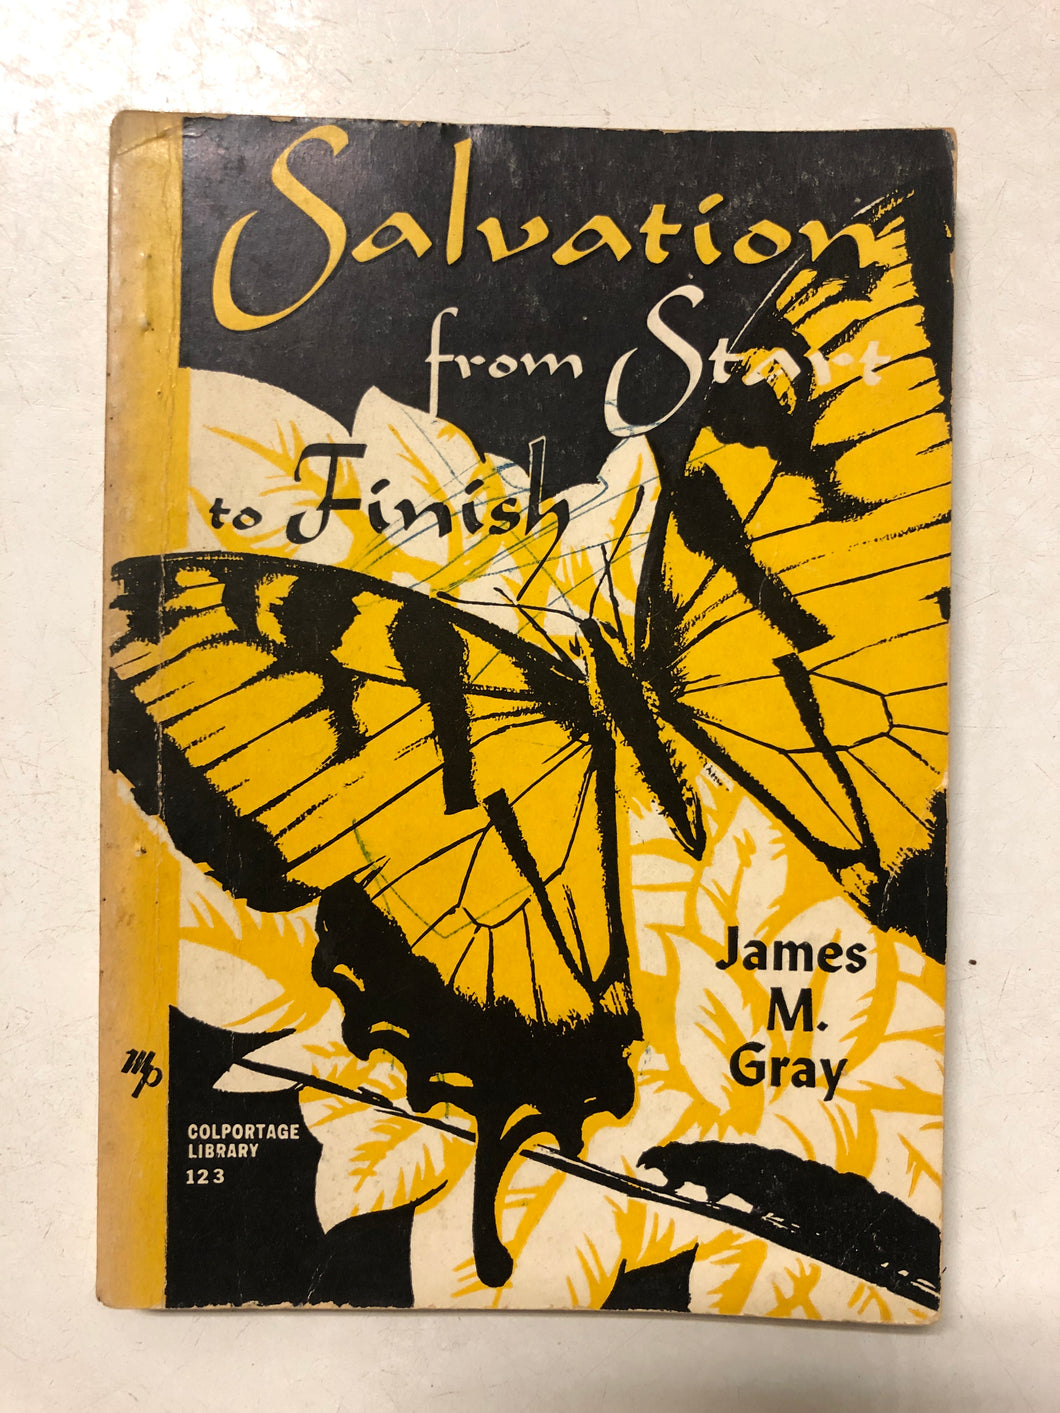 Salvation
from Start
to Finish
James
M.
Gray
MP
COLPORTAGE
LIBRARY
123